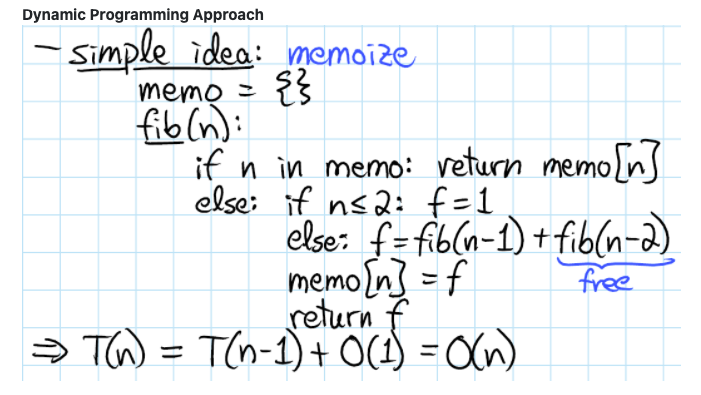 Dynamic Programming Approach
- simple idea: memoize
memo = {}
fib(n):
if n in memo: return memo[n]
else: if n≤2: f=1
else: f=fib(n-1)+fib(n-2)
memo[n] = f free
return f
⇒ T(n) = T(n-1)+ O(1) = O(n)